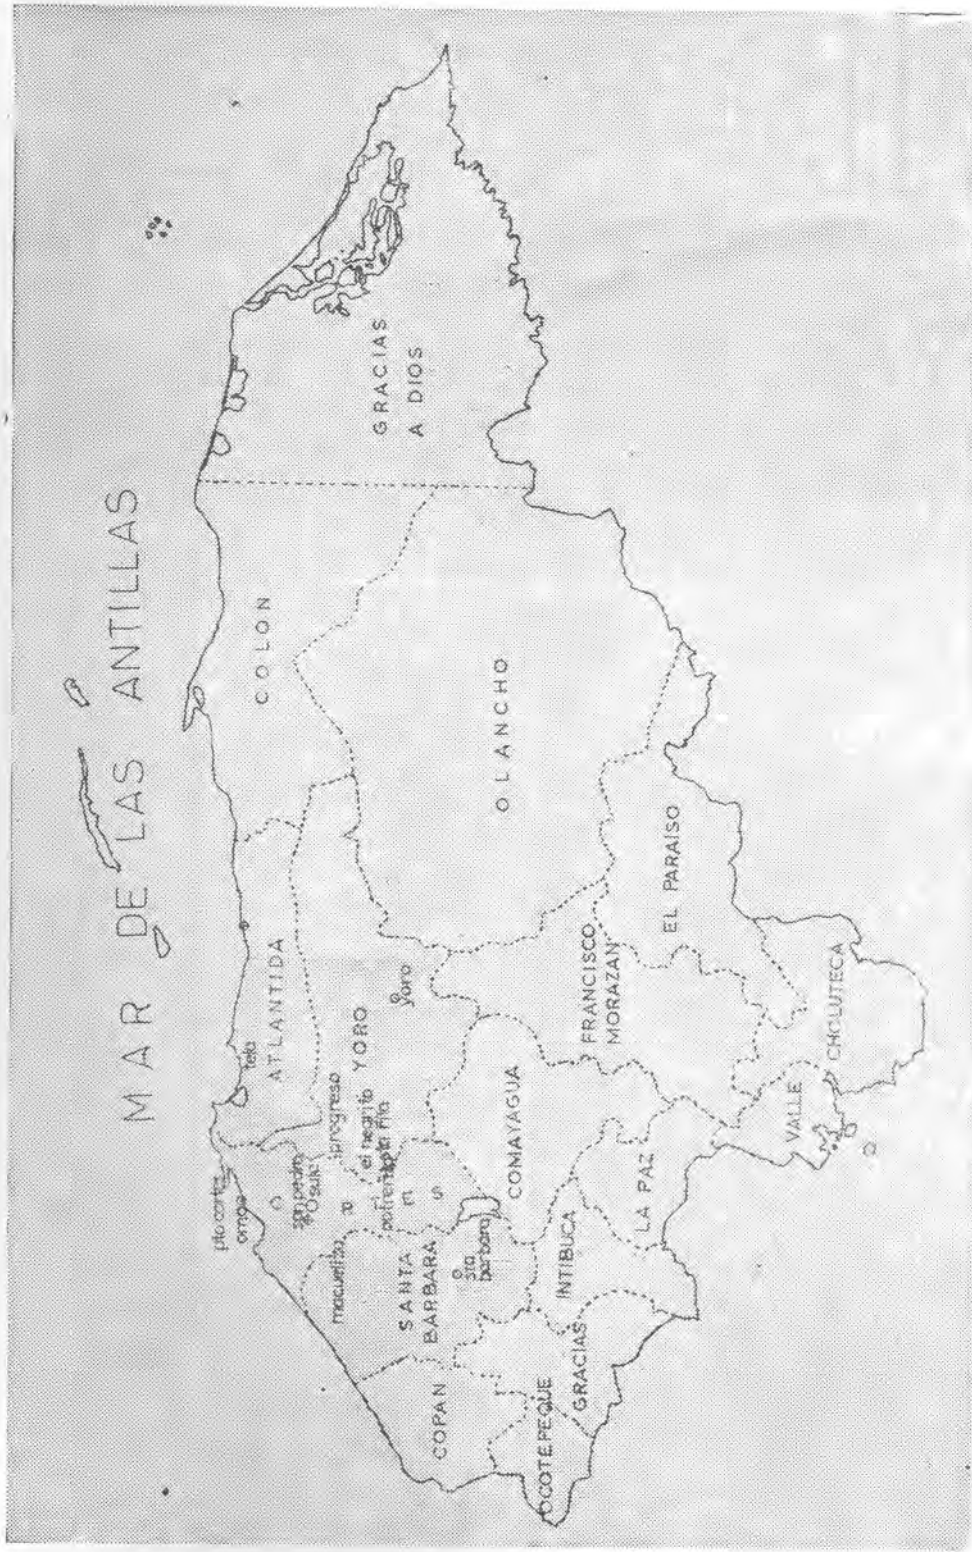 MAR DE LAS ANTILLAS
pto cortes
omoa
tela
ATLANTIDA
COLON
GRACIAS
A DIOS
C
O
R
T
E
S
san pedro
sula
progreso
YORO
el negrito
yoro
macuelizo
SANTA
BARBARA
sta
barbara
COPAN
OCOTEPEQUE
GRACIAS
INTIBUCA
COMAYAGUA
LA PAZ
FRANCISCO
MORAZAN
OLANCHO
EL PARAISO
VALLE
CHOLUTECA